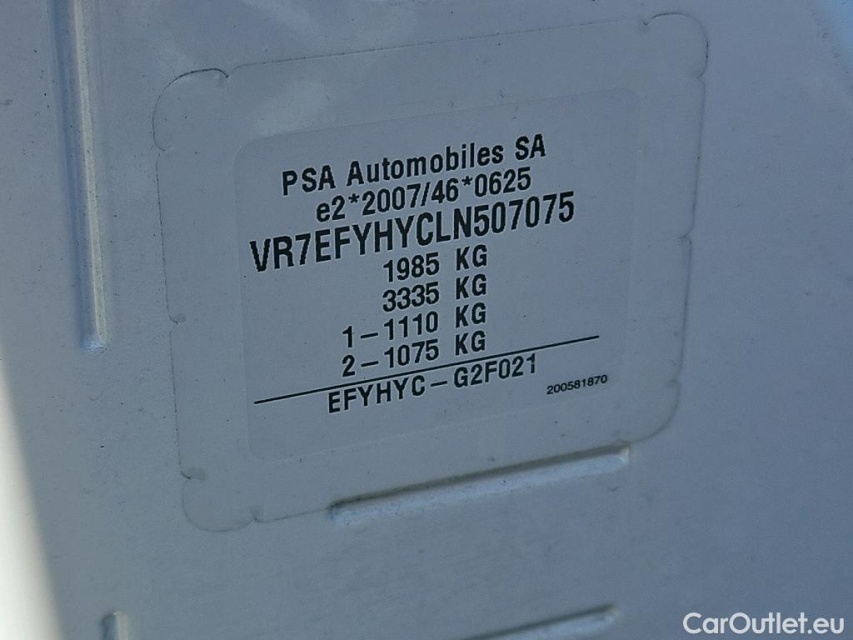 PSA Automobiles SA
e2*2007/46*0625
VR7EFYHYCLN507075
1985 KG
3335 KG
1-1110 KG
2-1075 KG
EFYHYC-G2F021
200581870
CarOutlet.eu